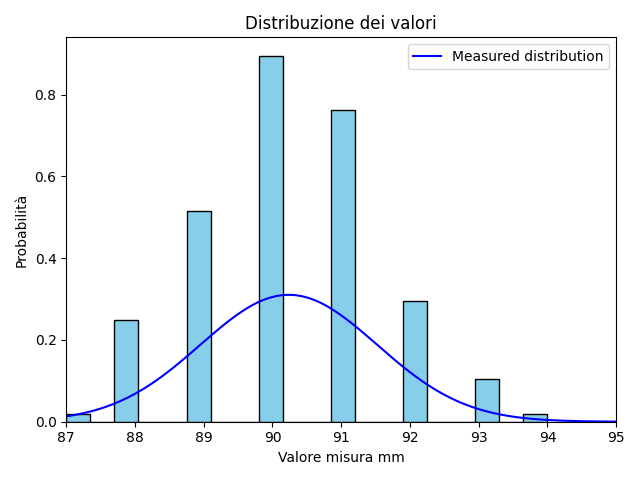 Distribuzione dei valori
Measured distribution
Probabilità
0.8
0.6
0.4
0.2
0.0
87 88 89 90 91 92 93 94 95
Valore misura mm